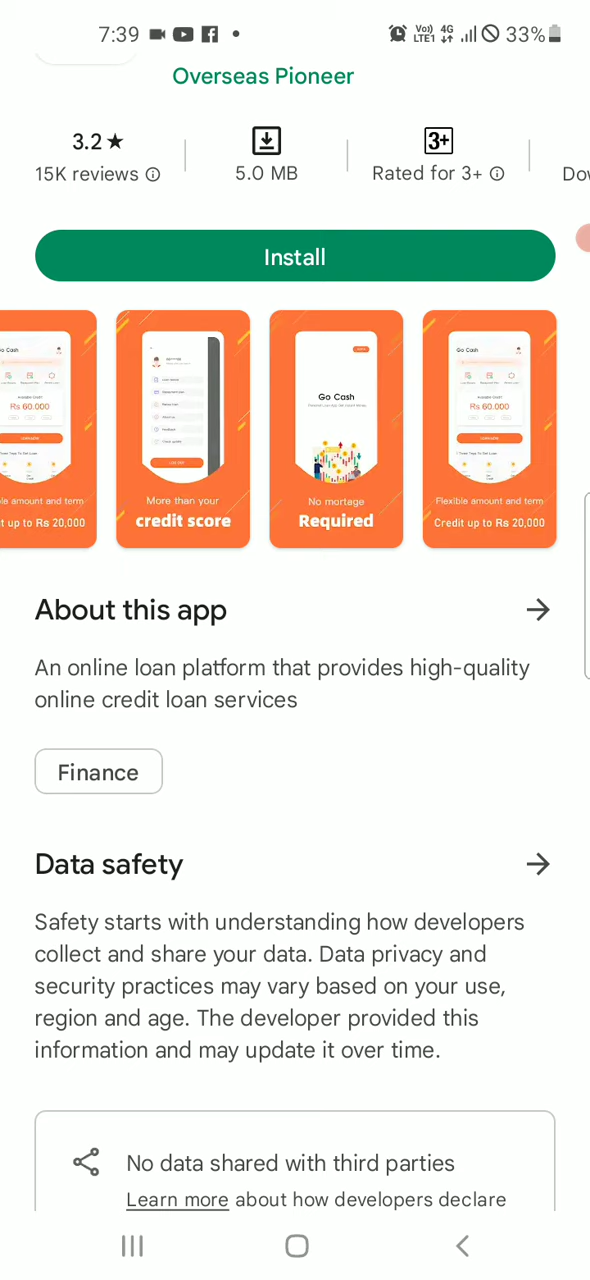 7:39
Vo)) 4G
LTE1
33%
Overseas Pioneer
3.2★
15K reviews
5.0 MB
3+
Rated for 3+
Install
Go Cash
Rs 60.000
Credit up to Rs 20,000
More than your
credit score
Go Cash
No mortage
Required
Go Cash
Rs 60.000
Flexible amount and term
Credit up to Rs 20,000
About this app
An online loan platform that provides high-quality
online credit loan services
Finance
Data safety
Safety starts with understanding how developers
collect and share your data. Data privacy and
security practices may vary based on your use,
region and age. The developer provided this
information and may update it over time.
No data shared with third parties
Learn more about how developers declare